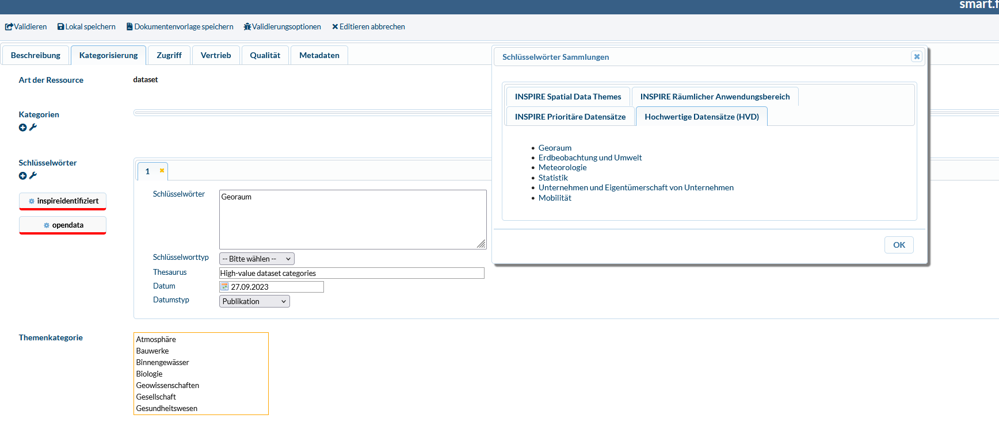 smart.f
Validieren Lokal speichern Dokumentenvorlage speichern Validierungsoptionen Editieren abbrechen
Beschreibung Kategorisierung Zugriff Vertrieb Qualität Metadaten
Art der Ressource dataset
Kategorien
Schlüsselwörter
inspireidentifiziert
opendata
1
Schlüsselwörter Georaum
Schlüsselworttyp -- Bitte wählen --
Thesaurus High-value dataset categories
Datum 27.09.2023
Datumstyp Publikation
Themenkategorie
Atmosphäre
Bauwerke
Binnengewässer
Biologie
Geowissenschaften
Gesellschaft
Gesundheitswesen
Schlüsselwörter Sammlungen
INSPIRE Spatial Data Themes INSPIRE Räumlicher Anwendungsbereich
INSPIRE Prioritäre Datensätze Hochwertige Datensätze (HVD)
Georaum
Erdbeobachtung und Umwelt
Meteorologie
Statistik
Unternehmen und Eigentümerschaft von Unternehmen
Mobilität
OK